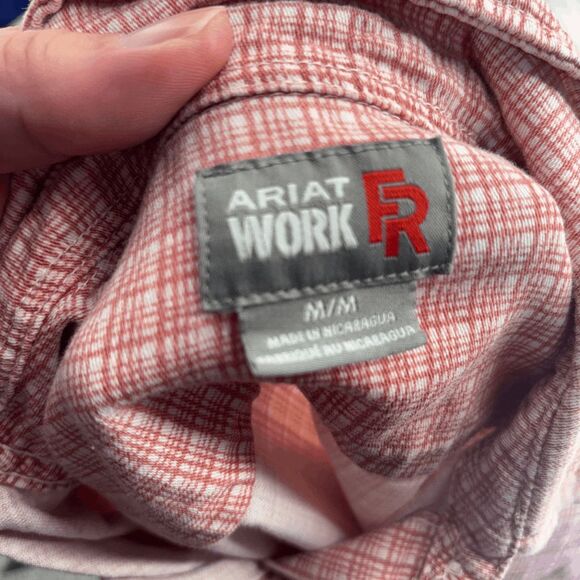 ARIAT
WORK
FR
M/M
MADE IN NICARAGUA
FABRIQUÉ AU NICARAGUA